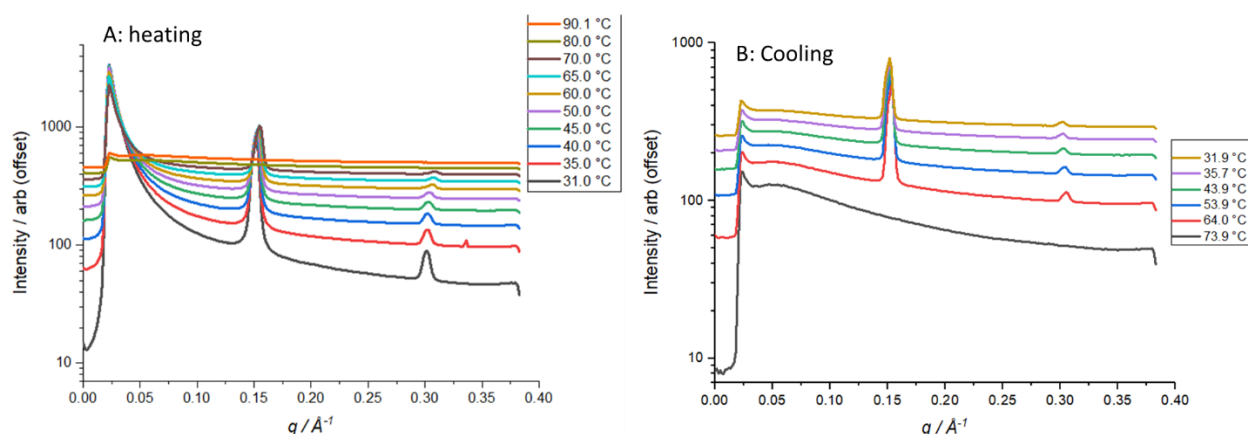 A: heating
90.1 °C
80.0 °C
70.0 °C
65.0 °C
60.0 °C
50.0 °C
45.0 °C
40.0 °C
35.0 °C
31.0 °C
1000
100
10
Intensity / arb (offset)
0.00 0.05 0.10 0.15 0.20 0.25 0.30 0.35 0.40
q / Å⁻¹
B: Cooling
31.9 °C
35.7 °C
43.9 °C
53.9 °C
64.0 °C
73.9 °C
1000
100
10
Intensity / arb (offset)
0.00 0.05 0.10 0.15 0.20 0.25 0.30 0.35 0.40
q / Å⁻¹